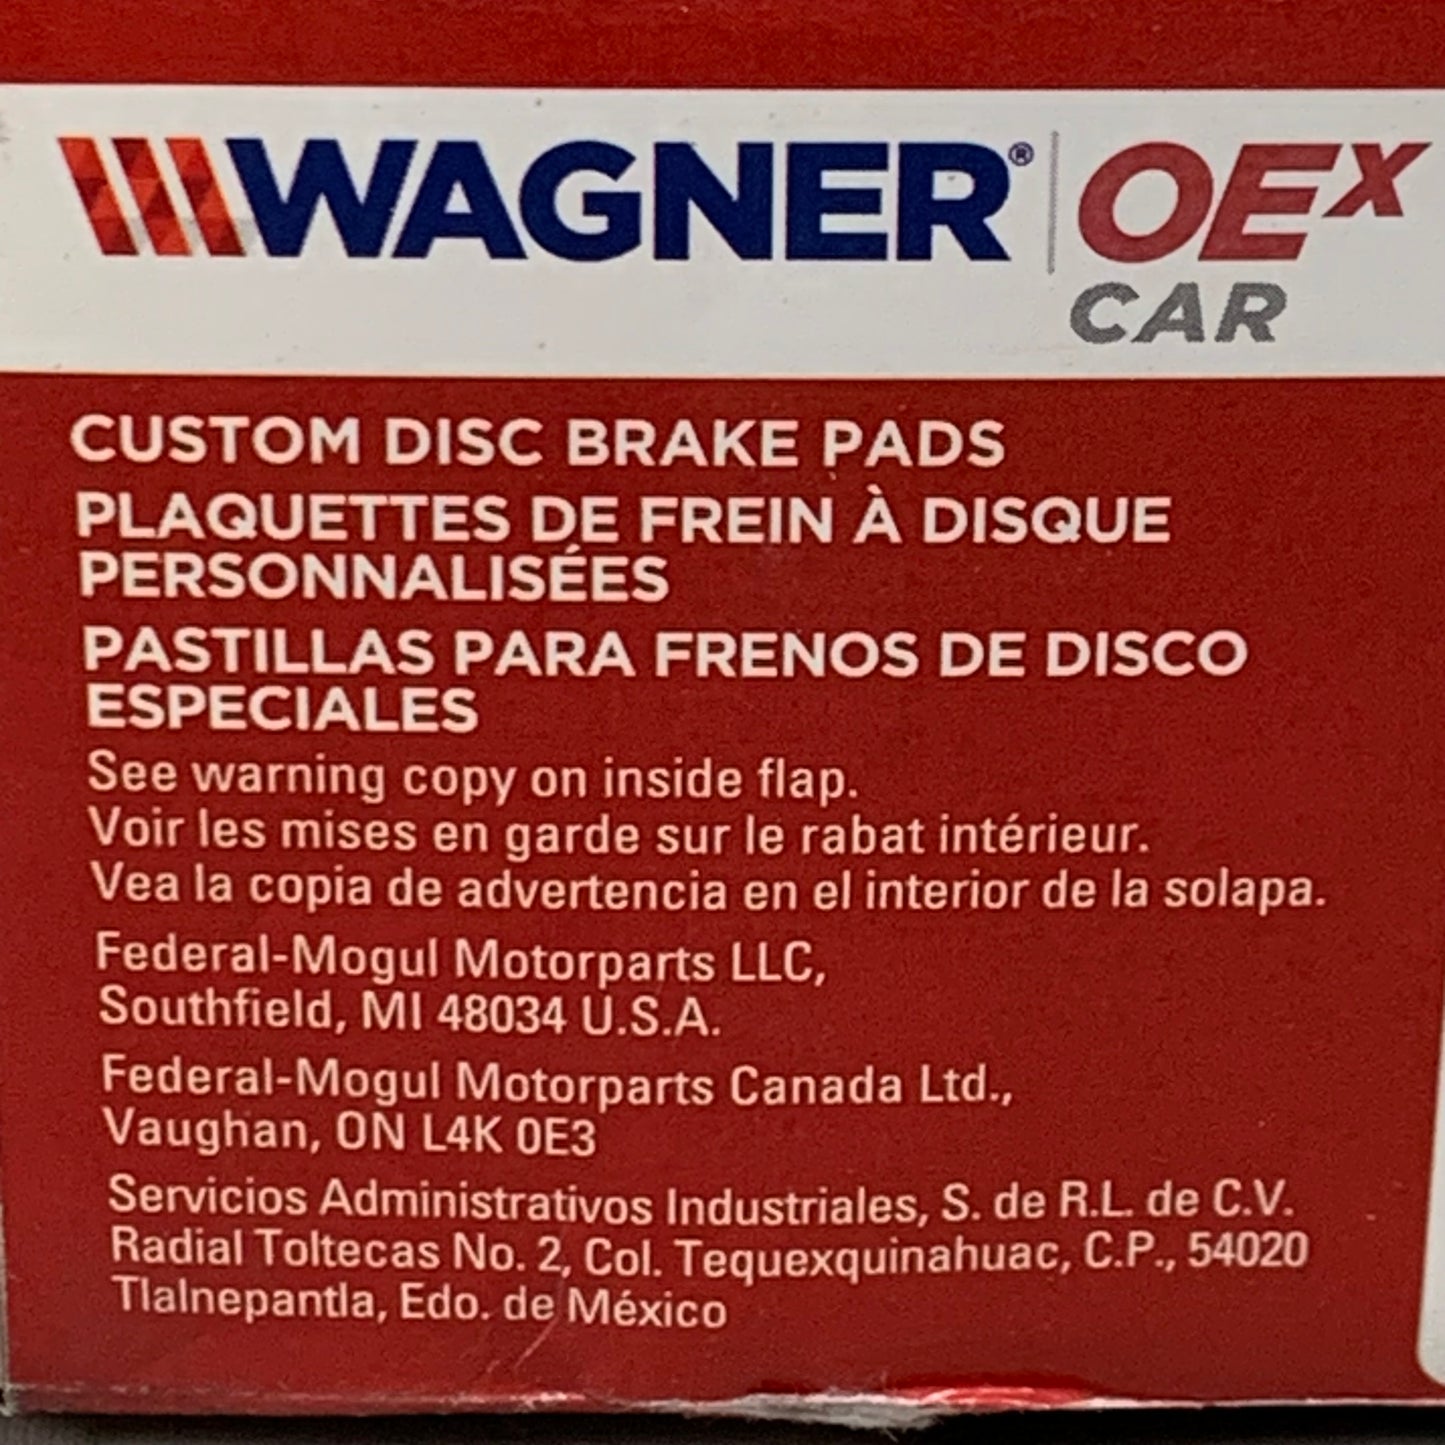 WAGNER® | OEX
CAR
CUSTOM DISC BRAKE PADS
PLAQUETTES DE FREIN À DISQUE
PERSONNALISÉES
PASTILLAS PARA FRENOS DE DISCO
ESPECIALES
See warning copy on inside flap.
Voir les mises en garde sur le rabat intérieur.
Vea la copia de advertencia en el interior de la solapa.
Federal-Mogul Motorparts LLC,
Southfield, MI 48034 U.S.A.
Federal-Mogul Motorparts Canada Ltd.,
Vaughan, ON L4K 0E3
Servicios Administrativos Industriales, S. de R.L. de C.V.
Radial Toltecas No. 2, Col. Tequexquinahuac, C.P., 54020
Tlalnepantla, Edo. de México